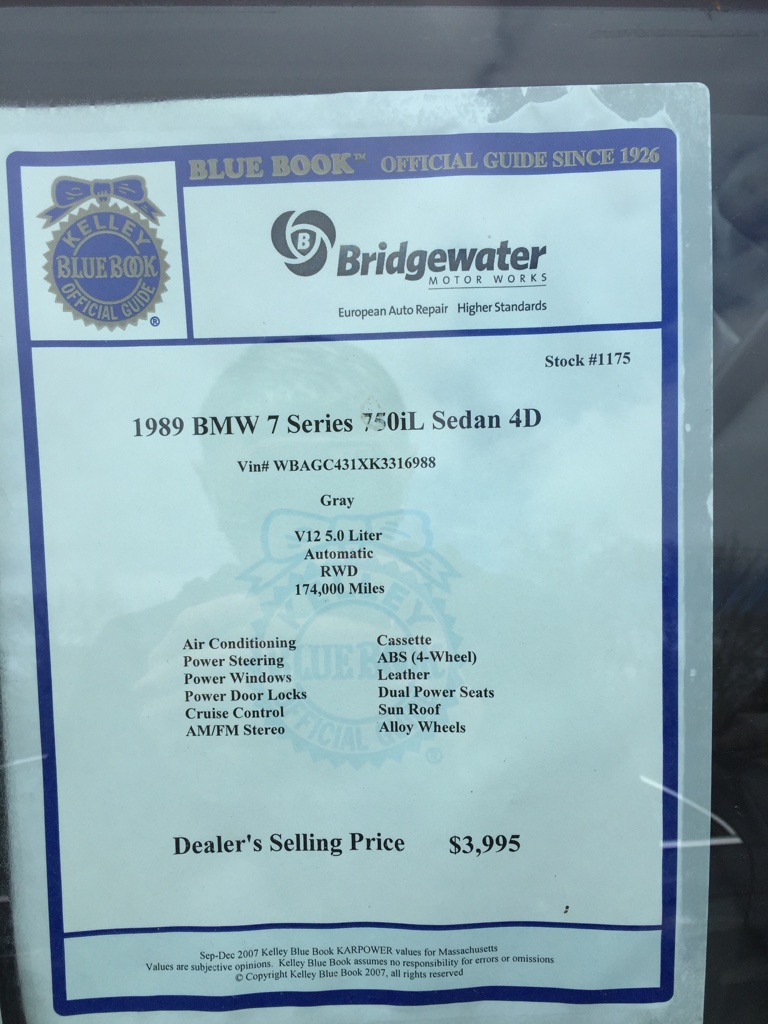 BLUE BOOK™ OFFICIAL GUIDE SINCE 1926
KELLEY
BLUE BOOK
OFFICIAL GUIDE
®
B
Bridgewater
MOTOR WORKS
European Auto Repair Higher Standards
Stock #1175
1989 BMW 7 Series 750iL Sedan 4D
Vin# WBAGC431XK3316988
Gray
V12 5.0 Liter
Automatic
RWD
174,000 Miles
Air Conditioning Cassette
Power Steering ABS (4-Wheel)
Power Windows Leather
Power Door Locks Dual Power Seats
Cruise Control Sun Roof
AM/FM Stereo Alloy Wheels
Dealer's Selling Price $3,995
Sep-Dec 2007 Kelley Blue Book KARPOWER values for Massachusetts
Values are subjective opinions. Kelley Blue Book assumes no responsibility for errors or omissions
© Copyright Kelley Blue Book 2007, all rights reserved